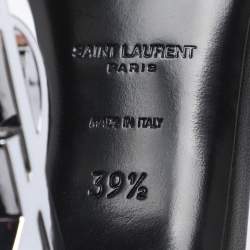 SAINT LAURENT
PARIS
MADE IN ITALY
39½